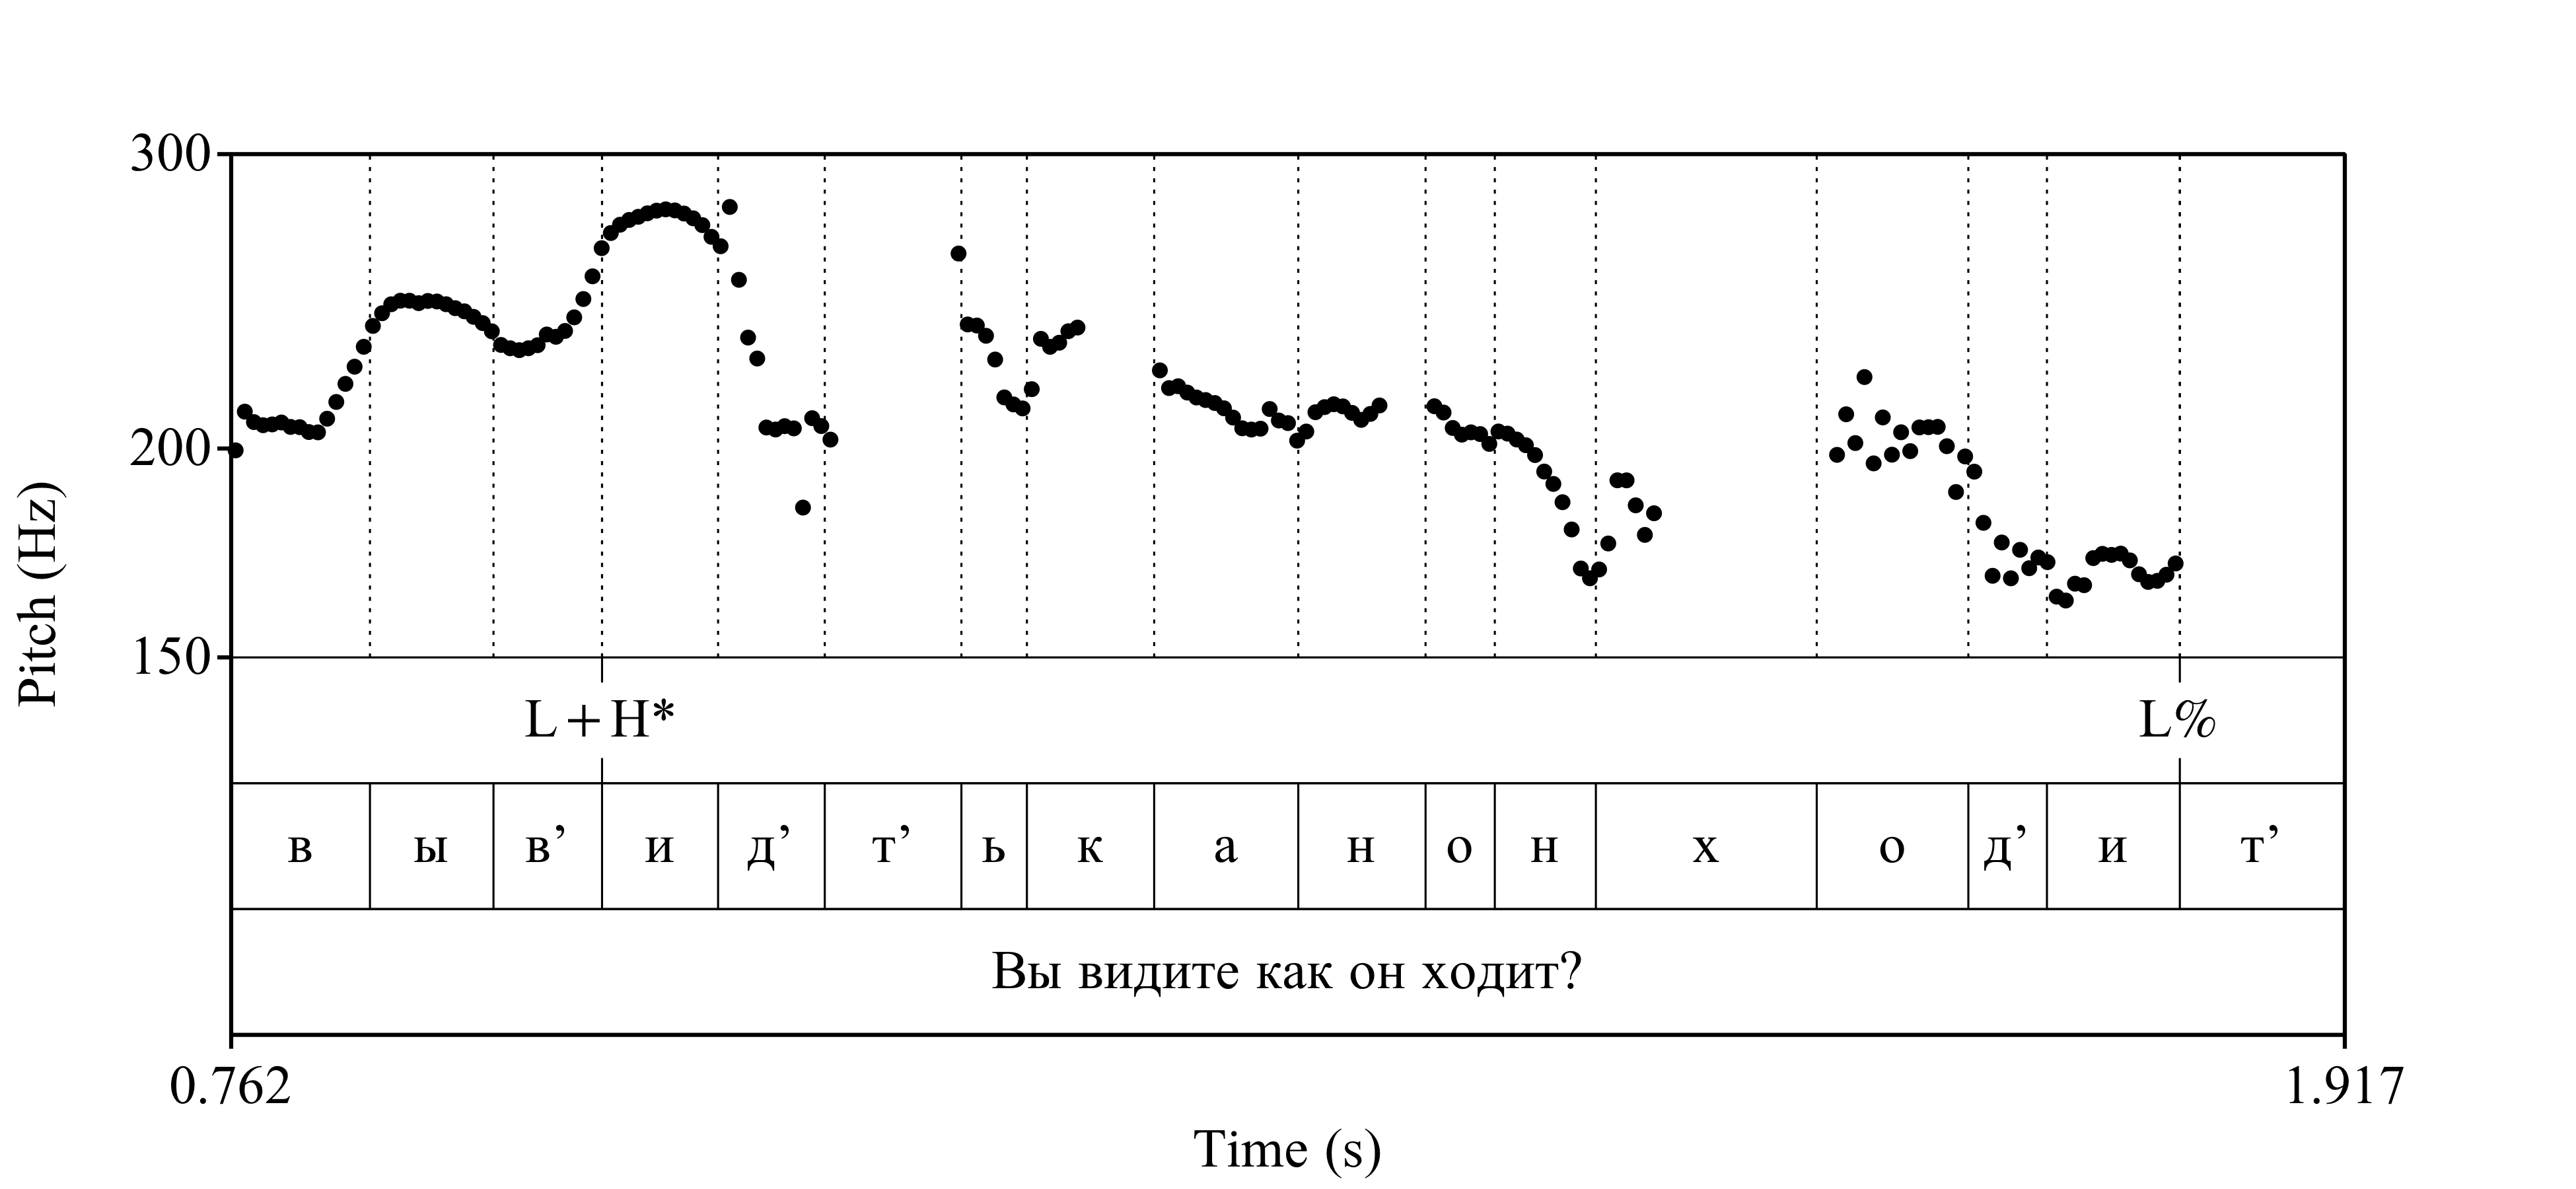 300
200
150
Pitch (Hz)
L+H* L%
в ы в’ и д’ т’ ь к а н о н х о д’ и т’
Вы видите как он ходит?
0.762 1.917
Time (s)